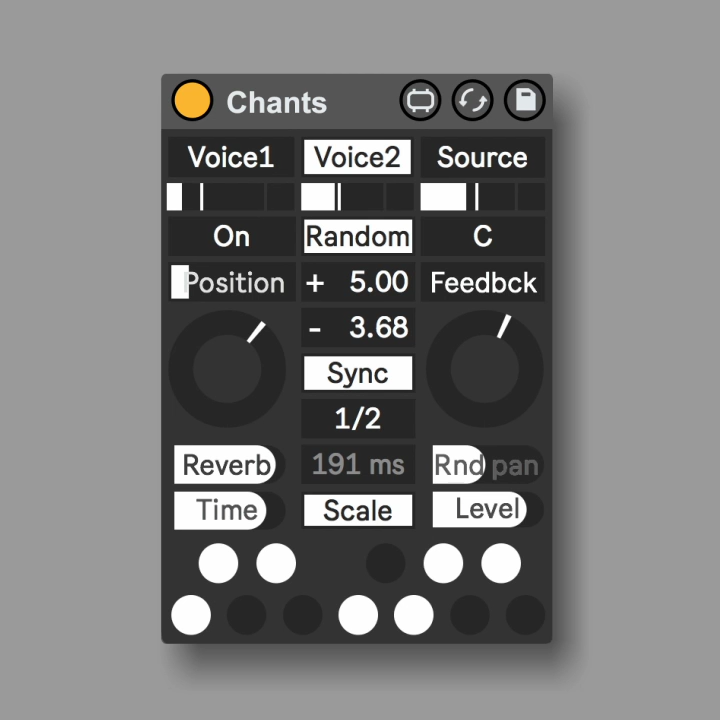 Chants
Voice1 Voice2 Source
On Random C
Position + 5.00 Feedbck
- 3.68
Sync
1/2
Reverb 191 ms Rnd pan
Time Scale Level